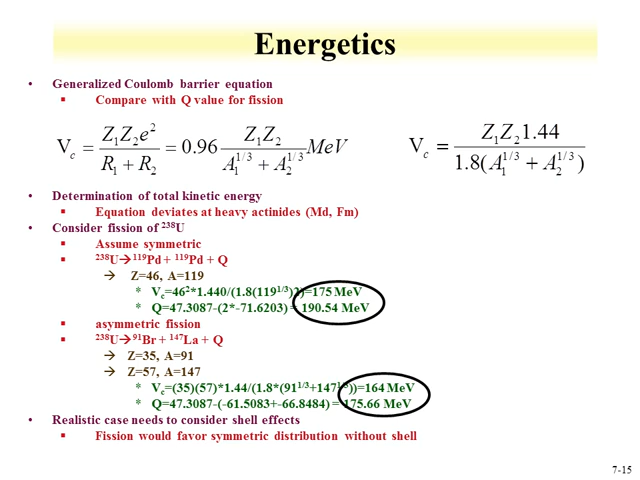 Energetics
• Generalized Coulomb barrier equation
▪ Compare with Q value for fission
V_c = Z₁Z₂e² / (R₁ + R₂) = 0.96 Z₁Z₂ / (A₁^{1/3} + A₂^{1/3}) MeV
V_c = Z₁Z₂1.44 / 1.8(A₁^{1/3} + A₂^{1/3})
• Determination of total kinetic energy
▪ Equation deviates at heavy actinides (Md, Fm)
• Consider fission of ²³⁸U
▪ Assume symmetric
▪ ²³⁸U→¹¹⁹Pd + ¹¹⁹Pd + Q
→ Z=46, A=119
* V_c=46²*1.440/(1.8(119^{1/3})2)=175 MeV
* Q=47.3087-(2*-71.6203) = 190.54 MeV
▪ asymmetric fission
▪ ²³⁸U→⁹¹Br + ¹⁴⁷La + Q
→ Z=35, A=91
→ Z=57, A=147
* V_c=(35)(57)*1.44/(1.8*(91^{1/3}+147^{1/3}))=164 MeV
* Q=47.3087-(-61.5083+-66.8484) = 175.66 MeV
• Realistic case needs to consider shell effects
▪ Fission would favor symmetric distribution without shell
7-15